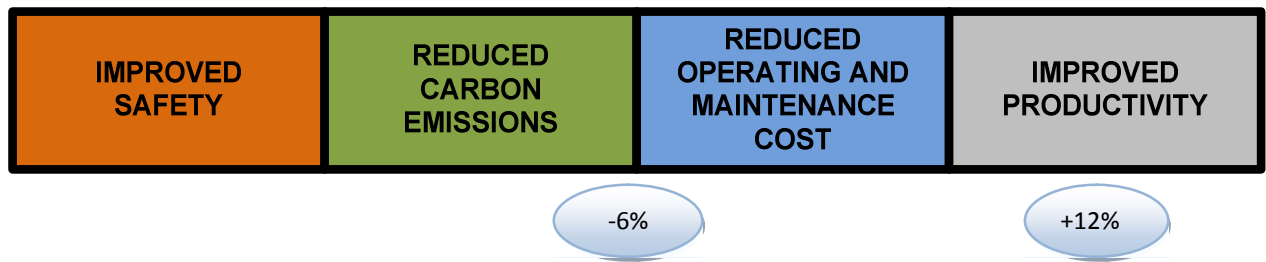 IMPROVED
SAFETY
REDUCED
CARBON
EMISSIONS
REDUCED
OPERATING AND
MAINTENANCE
COST
IMPROVED
PRODUCTIVITY
-6%
+12%